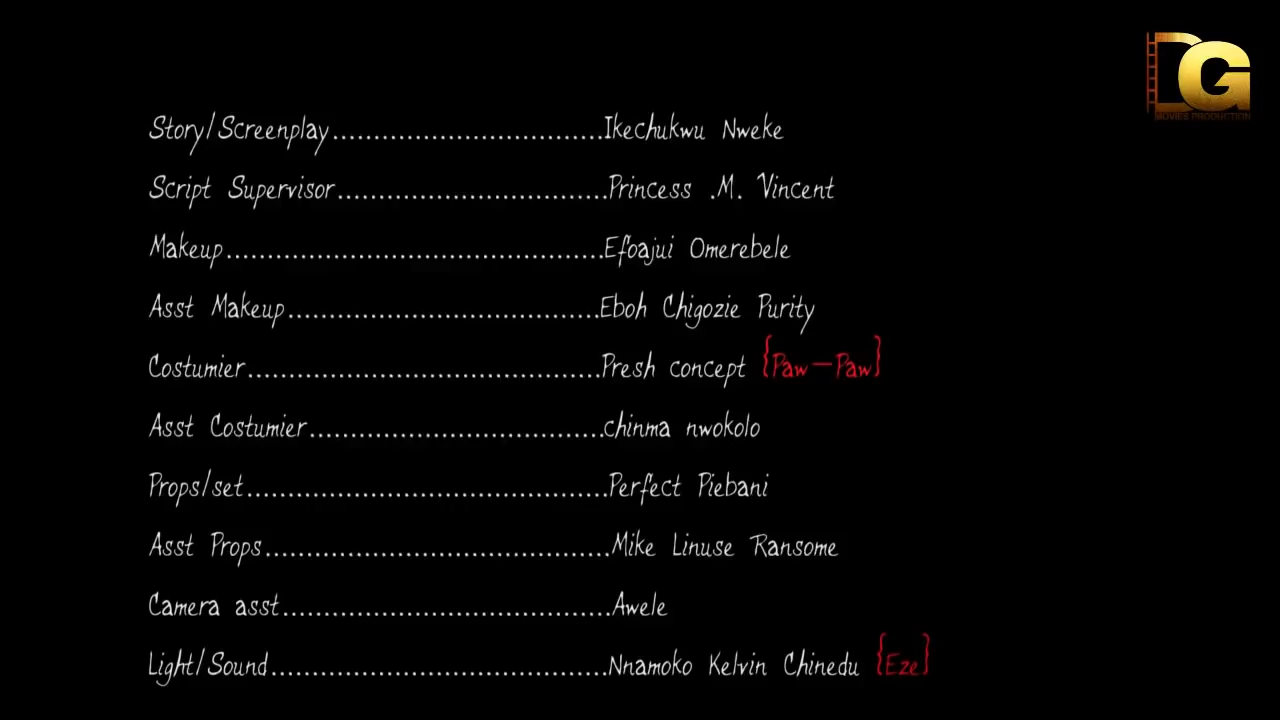 DG
MOVIES PRODUCTION
Story/Screenplay.................................Ikechukwu Nweke
Script Supervisor.................................Princess .M. Vincent
Makeup..............................................Efoajui Omerebele
Asst Makeup......................................Eboh Chigozie Purity
Costumier...........................................Presh concept {Paw-Paw}
Asst Costumier....................................chinma nwokolo
Props/set............................................Perfect Piebani
Asst Props..........................................Mike Linuse Ransome
Camera asst........................................Awele
Light/Sound.........................................Nnamoko Kelvin Chinedu {Eze}